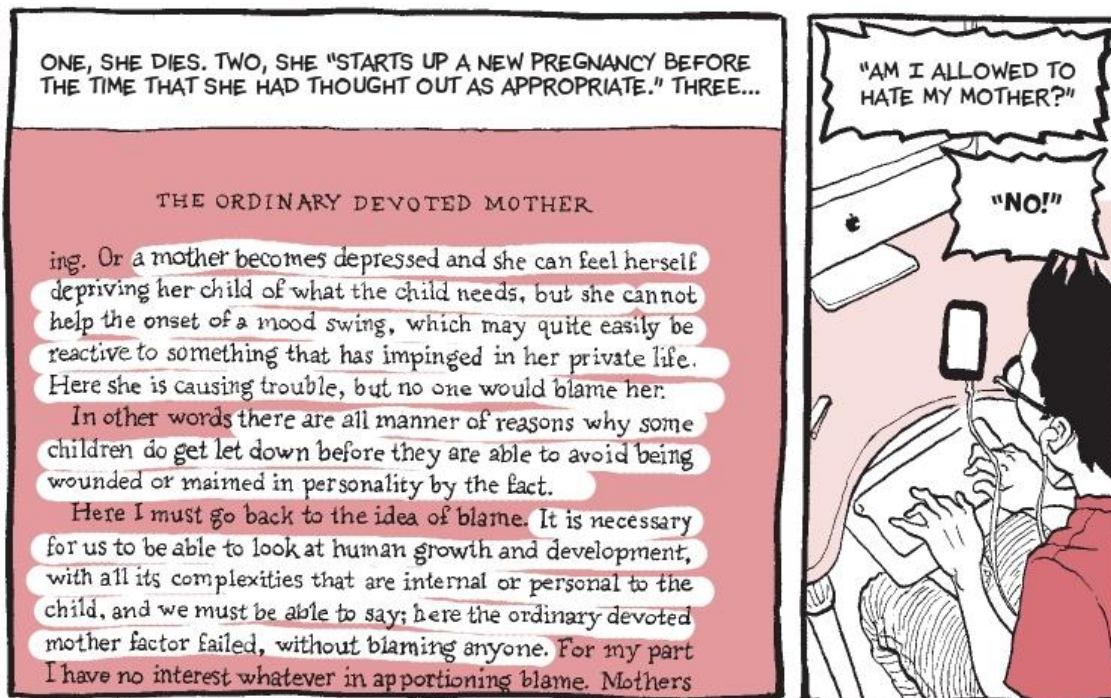 ONE, SHE DIES. TWO, SHE "STARTS UP A NEW PREGNANCY BEFORE
THE TIME THAT SHE HAD THOUGHT OUT AS APPROPRIATE." THREE...
THE ORDINARY DEVOTED MOTHER
ing. Or a mother becomes depressed and she can feel herself
depriving her child of what the child needs, but she cannot
help the onset of a mood swing, which may quite easily be
reactive to something that has impinged in her private life.
Here she is causing trouble, but no one would blame her.
In other words there are all manner of reasons why some
children do get let down before they are able to avoid being
wounded or maimed in personality by the fact.
Here I must go back to the idea of blame. It is necessary
for us to be able to look at human growth and development,
with all its complexities that are internal or personal to the
child, and we must be able to say; here the ordinary devoted
mother factor failed, without blaming anyone. For my part
I have no interest whatever in apportioning blame. Mothers
"AM I ALLOWED TO
HATE MY MOTHER?"
"NO!"